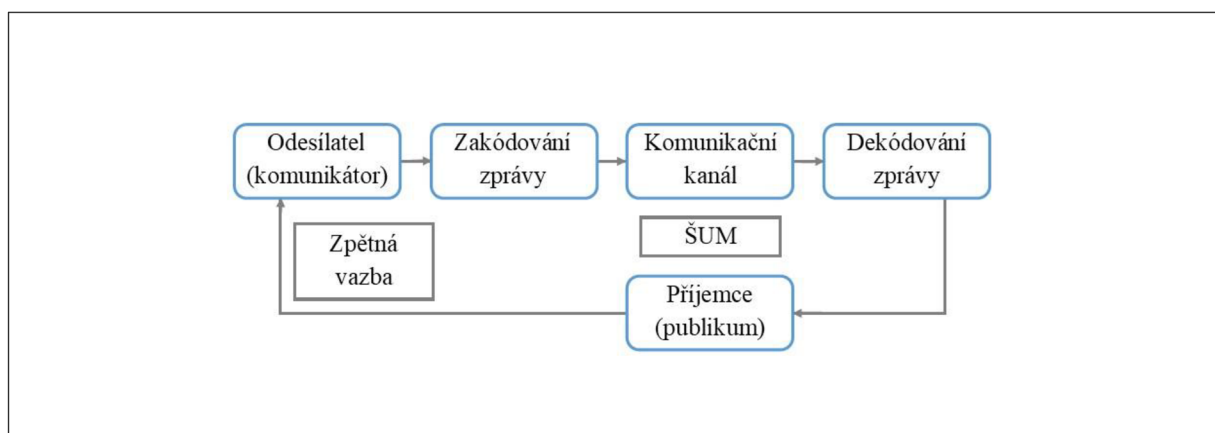 Odesílatel
(komunikátor)
Zakódování
zprávy
Komunikační
kanál
Dekódování
zprávy
Zpětná
vazba
ŠUM
Příjemce
(publikum)